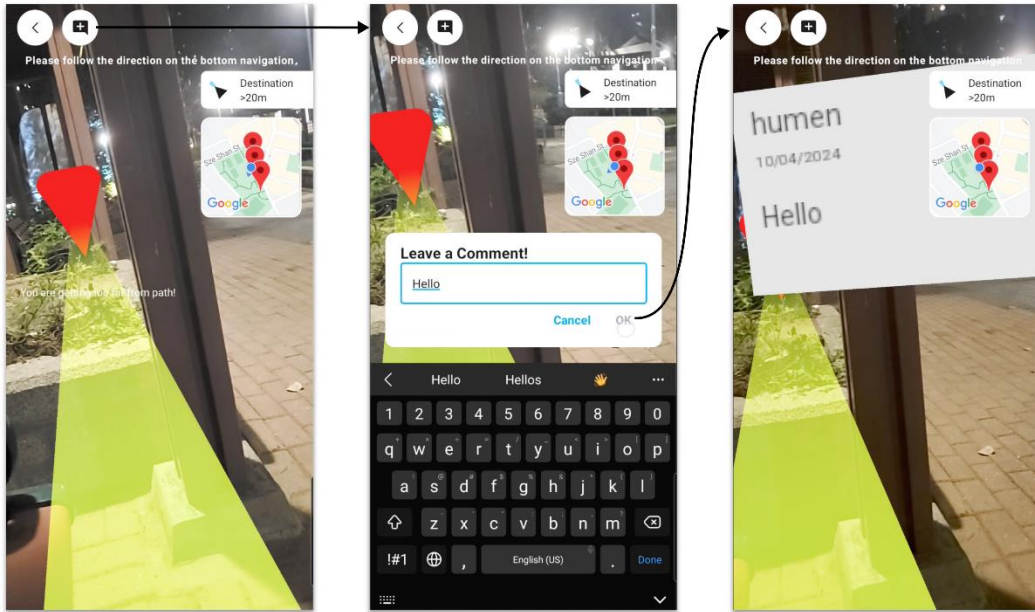 Please follow the direction on the bottom navigation.
Destination
>20m
Sze Shan St
Google
You are getting too far from path!
Please follow the direction on the bottom navigation
Destination
>20m
Sze Shan St
Google
Leave a Comment!
Hello
Cancel OK
Hello Hellos 👋 ...
1 2 3 4 5 6 7 8 9 0
q w e r t y u i o p
a s d f g h j k l
z x c v b n m
!#1 , English (US) . Done
Please follow the direction on the bottom navigation
Destination
>20m
humen
10/04/2024
Hello
Sze Shan St
Google